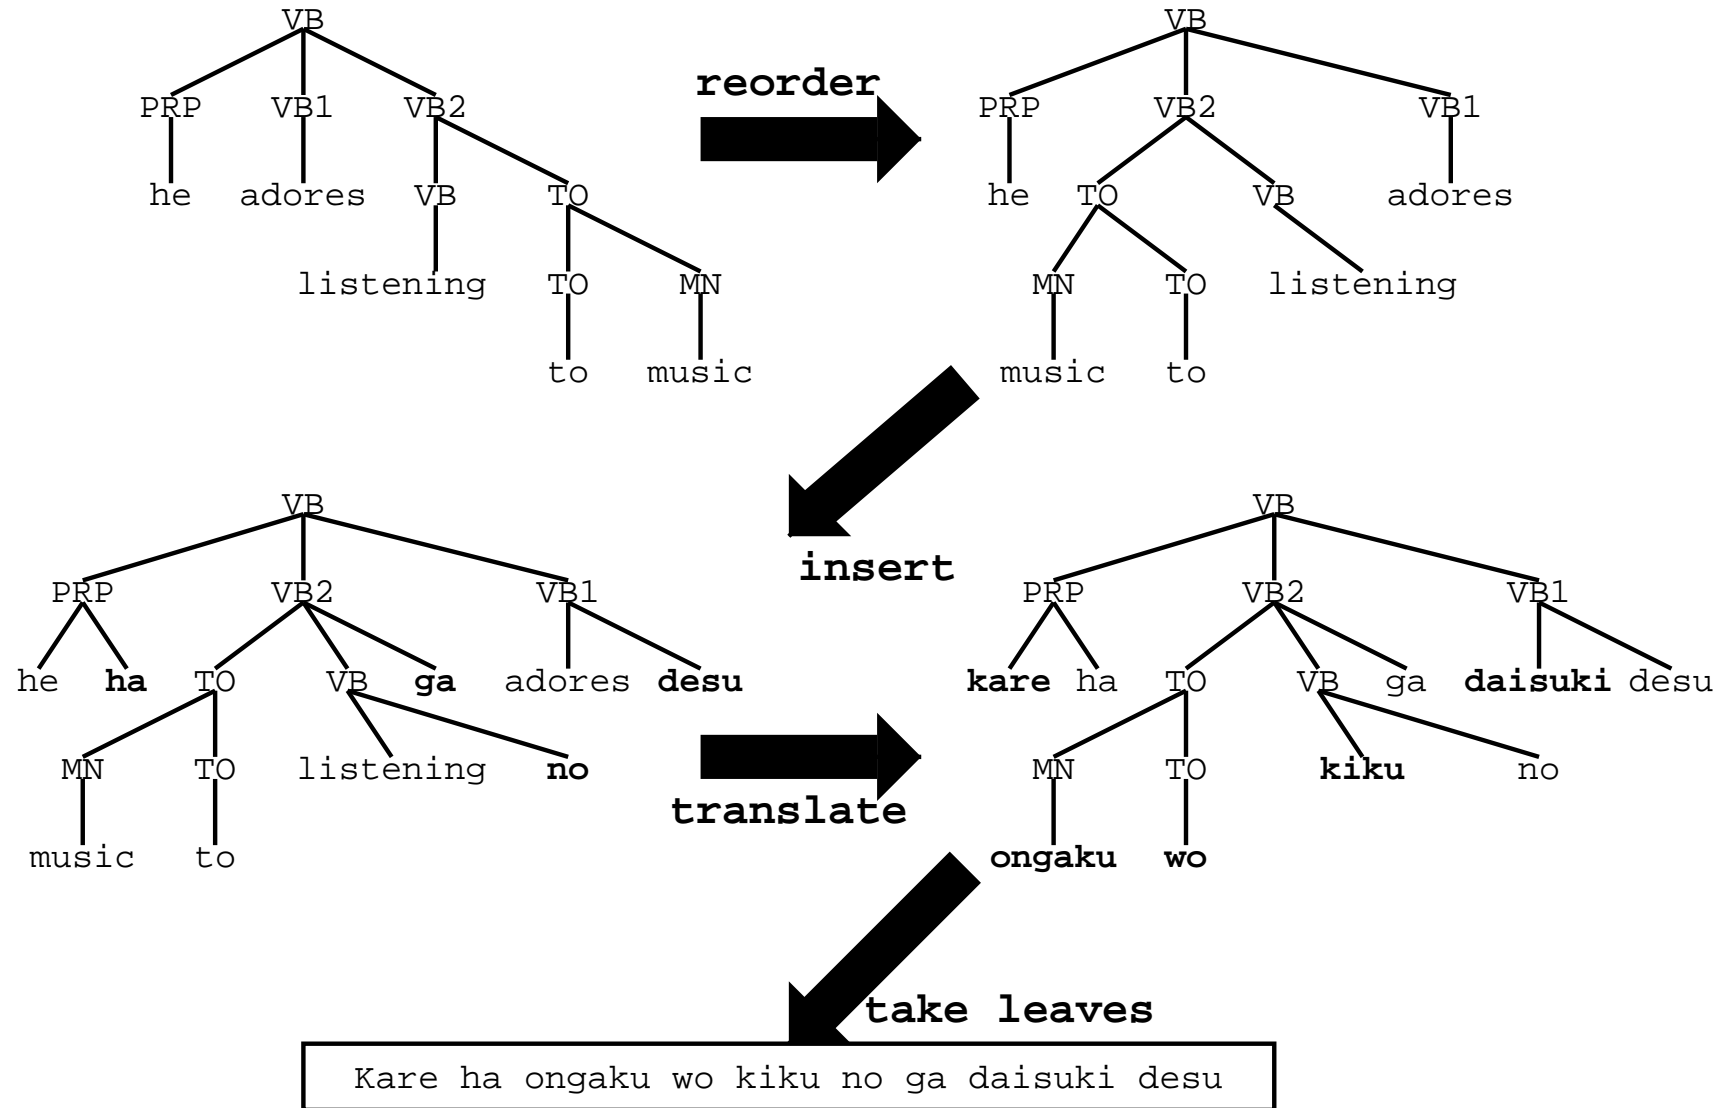 VB VB
reorder
PRP VB1 VB2 PRP VB2 VB1
he adores VB TO he TO VB adores
listening TO MN MN TO listening
to music music to
VB VB
insert
PRP VB2 VB1 PRP VB2 VB1
he ha TO VB ga adores desu kare ha TO VB ga daisuki desu
MN TO listening no MN TO kiku no
translate
music to ongaku wo
take leaves
Kare ha ongaku wo kiku no ga daisuki desu